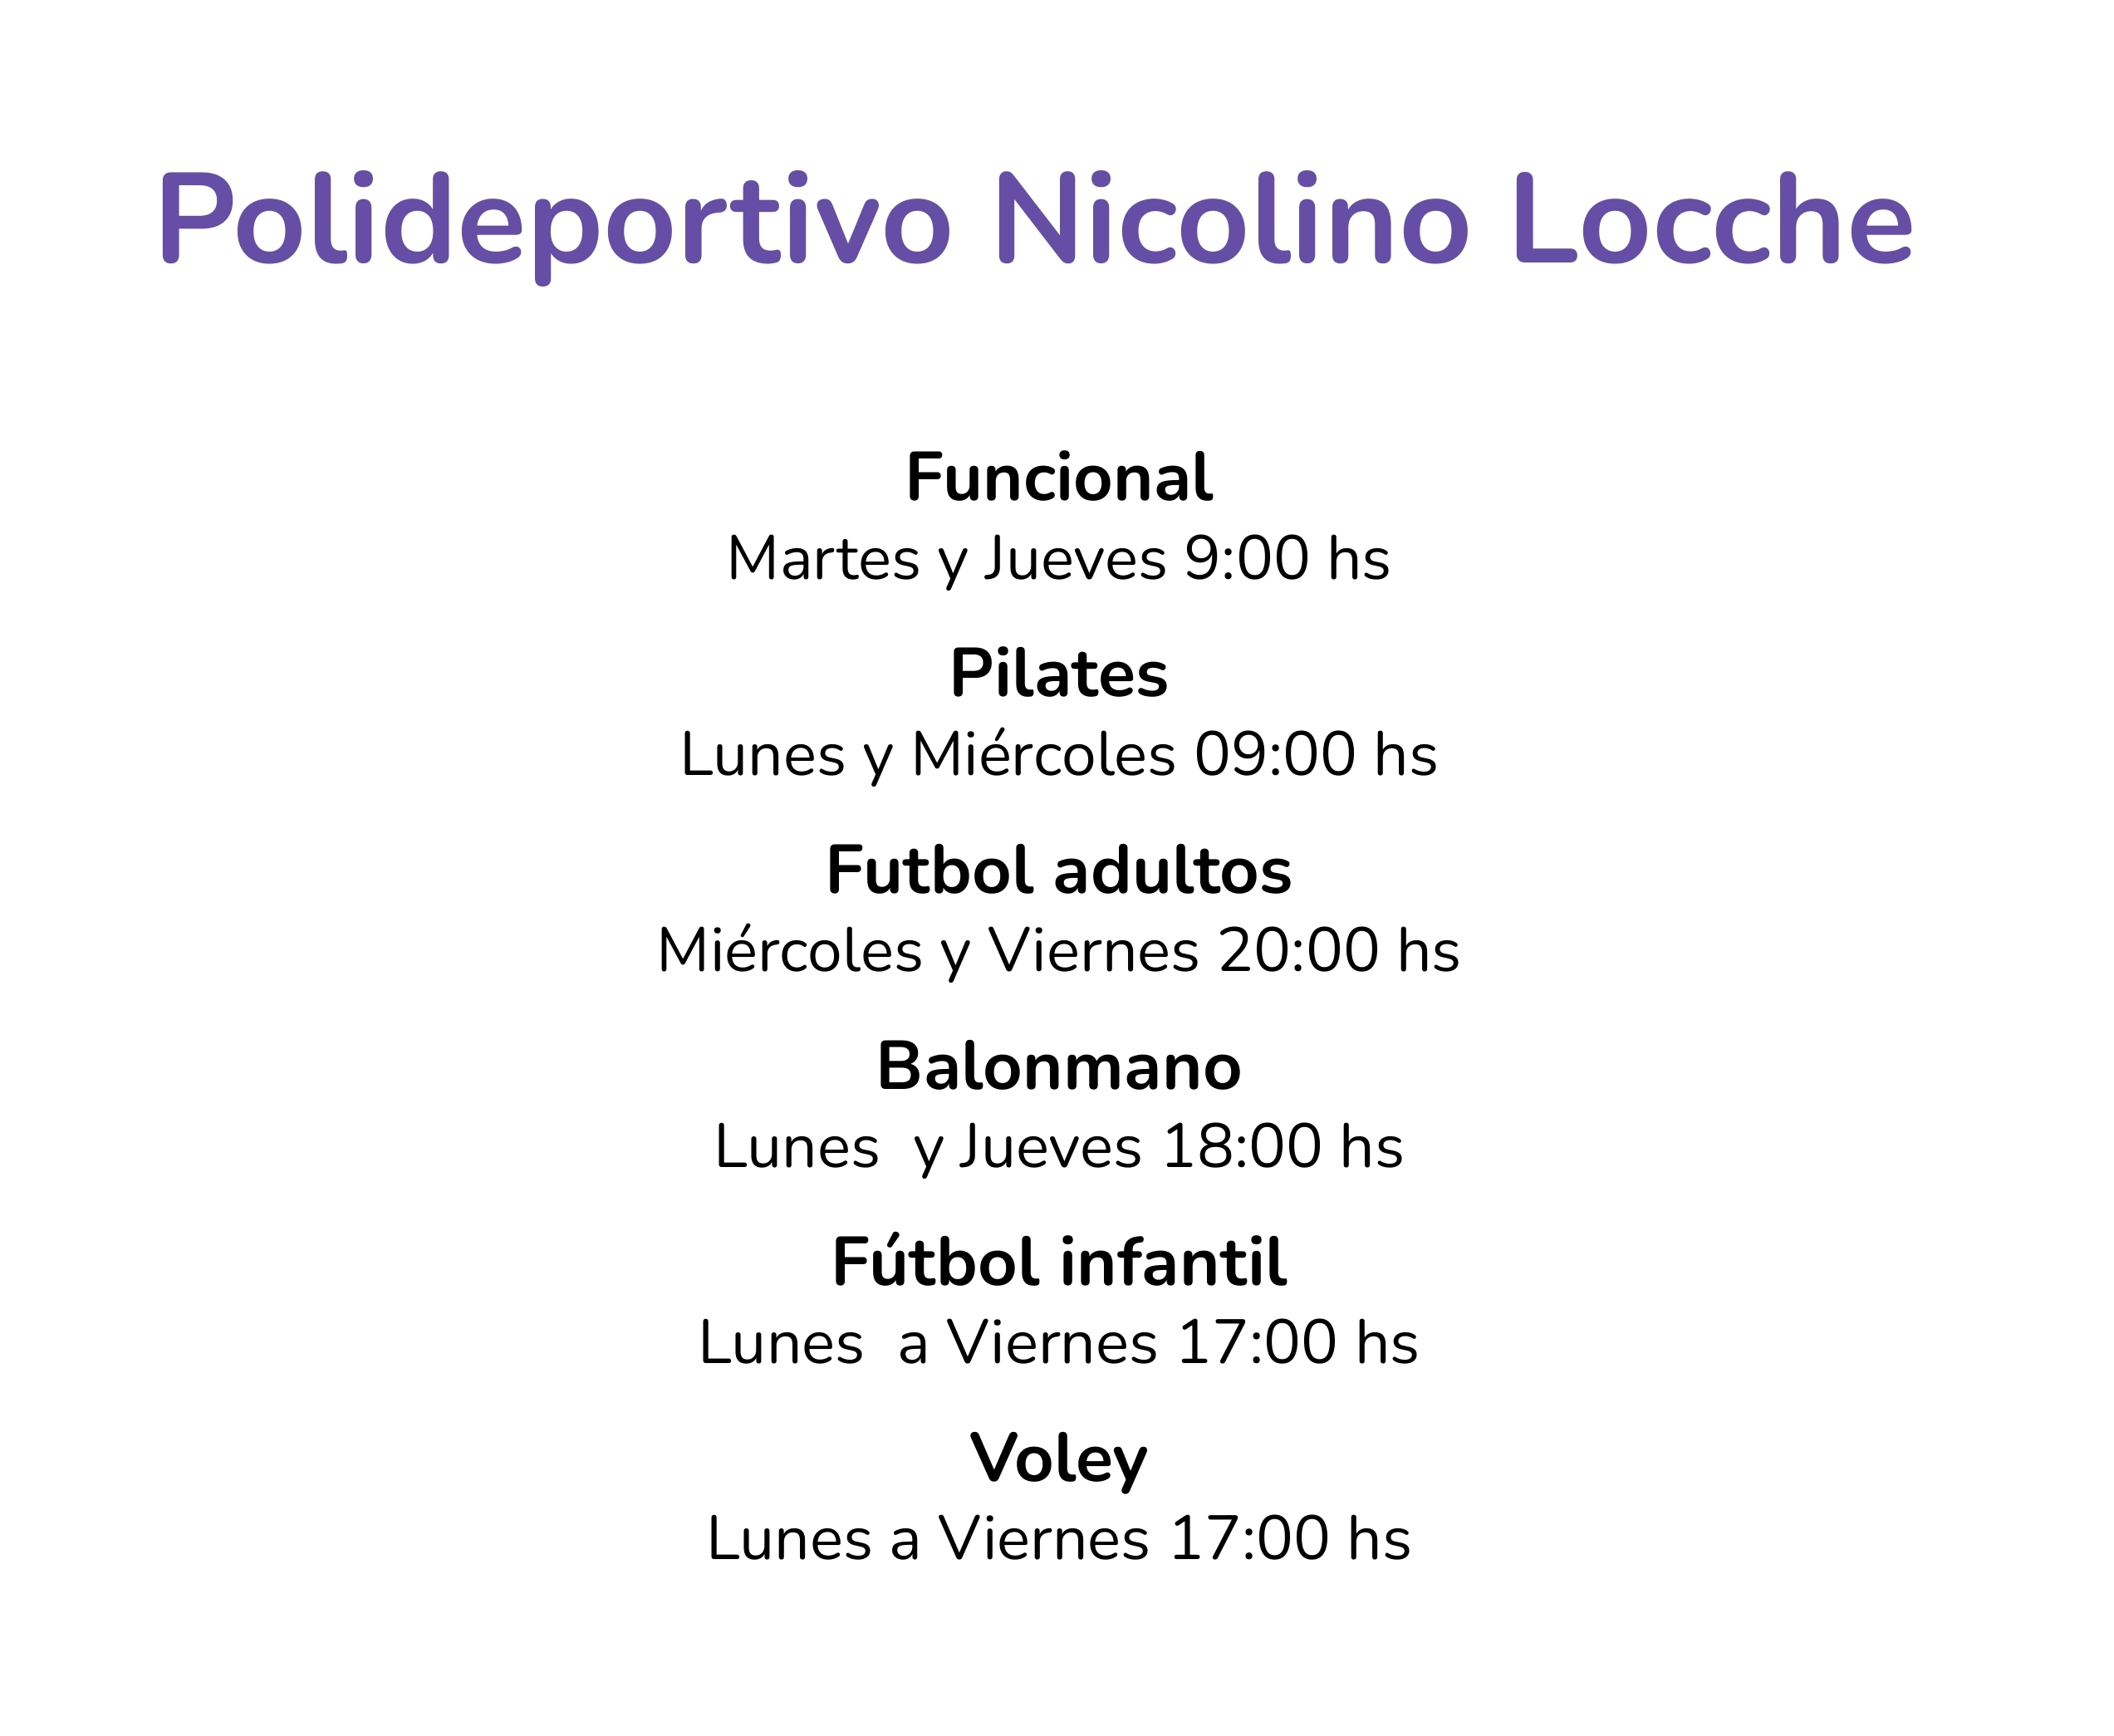 Polideportivo Nicolino Locche
Funcional
Martes y Jueves 9:00 hs
Pilates
Lunes y Miércoles 09:00 hs
Futbol adultos
Miércoles y Viernes 20:00 hs
Balonmano
Lunes  y Jueves 18:00 hs
Fútbol infantil
Lunes  a Viernes 17:00 hs
Voley
Lunes a Viernes 17:00 hs